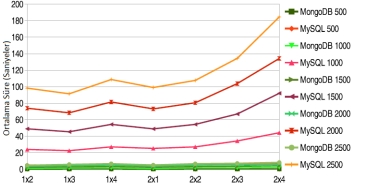 Ortalama Süre (Saniyeler)
200
180
160
140
120
100
80
60
40
20
0
1x2
1x3
1x4
2x1
2x2
2x3
2x4
MongoDB 500
MySQL 500
MongoDB 1000
MySQL 1000
MongoDB 1500
MySQL 1500
MongoDB 2000
MySQL 2000
MongoDB 2500
MySQL 2500